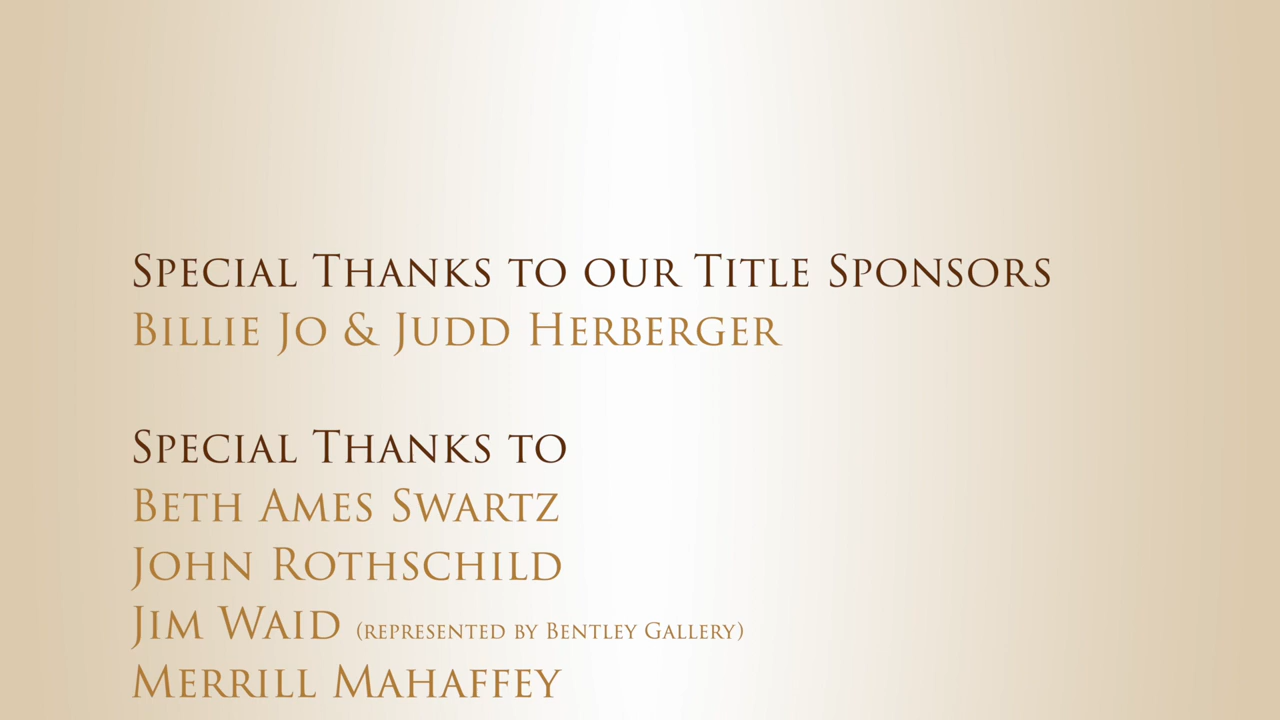 Special Thanks to our Title Sponsors
Billie Jo & Judd Herberger
Special Thanks to
Beth Ames Swartz
John Rothschild
Jim Waid (represented by Bentley Gallery)
Merrill Mahaffey